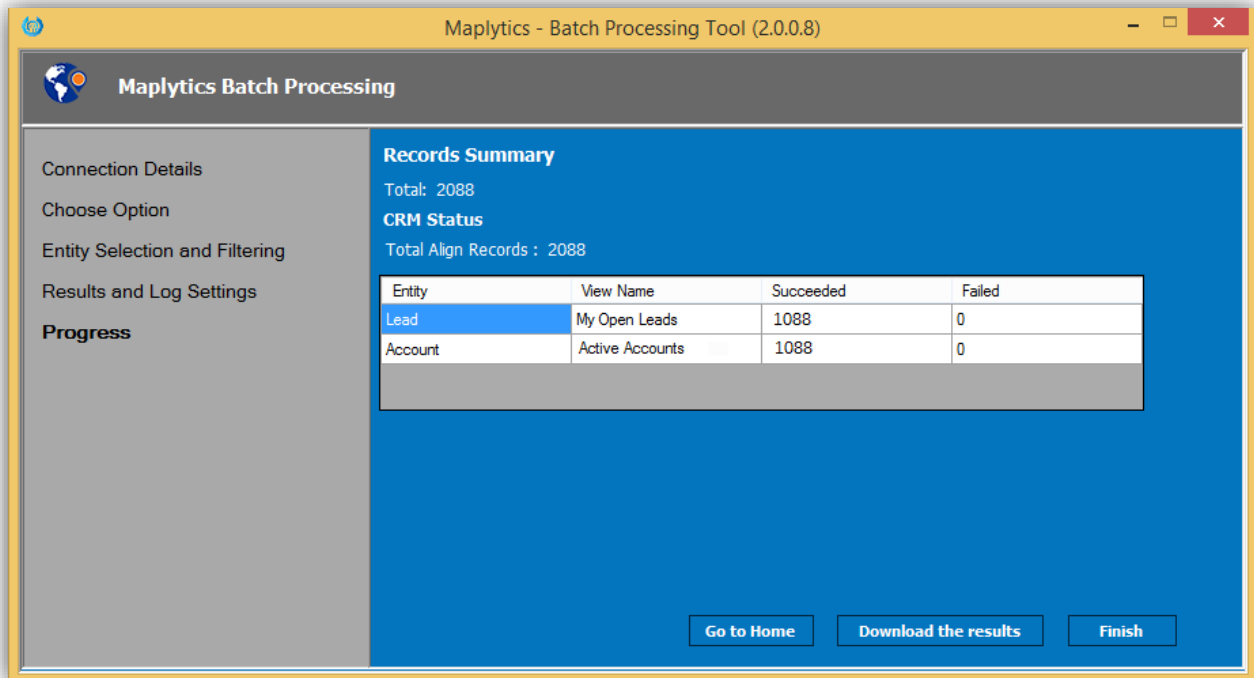 Maplytics - Batch Processing Tool (2.0.0.8)
Maplytics Batch Processing
Connection Details
Choose Option
Entity Selection and Filtering
Results and Log Settings
Progress
Records Summary
Total: 2088
CRM Status
Total Align Records : 2088
Entity View Name Succeeded Failed
Lead My Open Leads 1088 0
Account Active Accounts 1088 0
Go to Home Download the results Finish